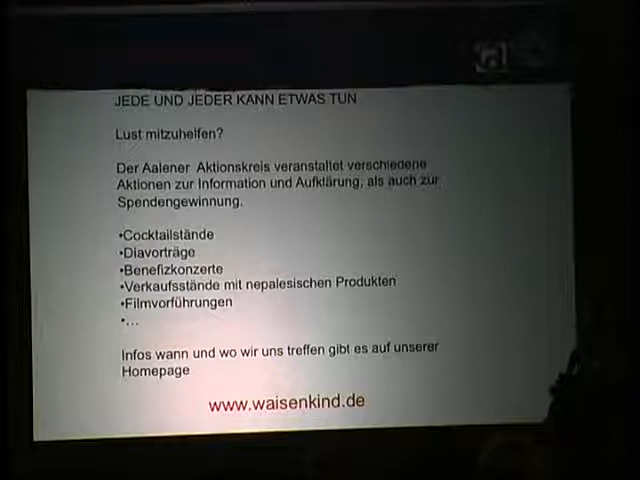 JEDE UND JEDER KANN ETWAS TUN
Lust mitzuhelfen?
Der Aalener Aktionskreis veranstaltet verschiedene
Aktionen zur Information und Aufklärung, als auch zur
Spendengewinnung.
•Cocktailstände
•Diavorträge
•Benefizkonzerte
•Verkaufsstände mit nepalesischen Produkten
•Filmvorführungen
•...
Infos wann und wo wir uns treffen gibt es auf unserer
Homepage
www.waisenkind.de